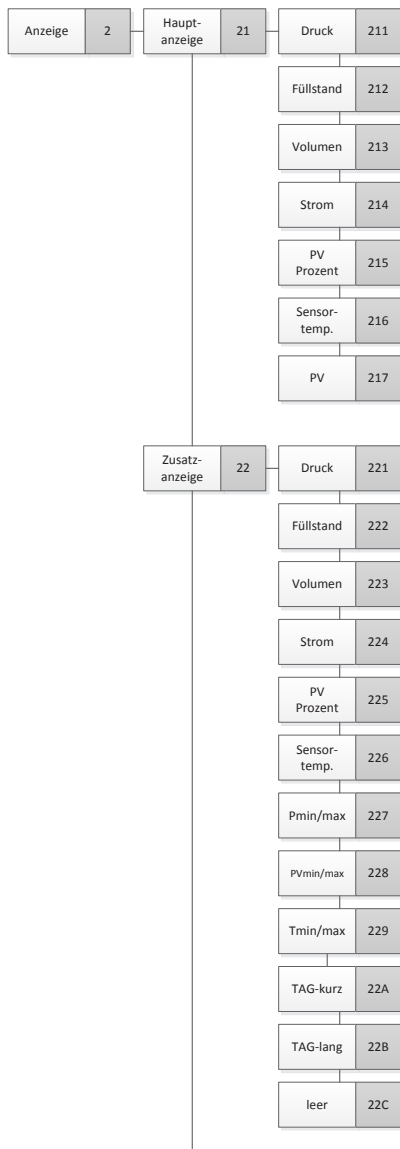 Anzeige 2
Haupt-
anzeige 21
Druck 211
Füllstand 212
Volumen 213
Strom 214
PV
Prozent 215
Sensor-
temp. 216
PV 217
Zusatz-
anzeige 22
Druck 221
Füllstand 222
Volumen 223
Strom 224
PV
Prozent 225
Sensor-
temp. 226
Pmin/max 227
PVmin/max 228
Tmin/max 229
TAG-kurz 22A
TAG-lang 22B
leer 22C